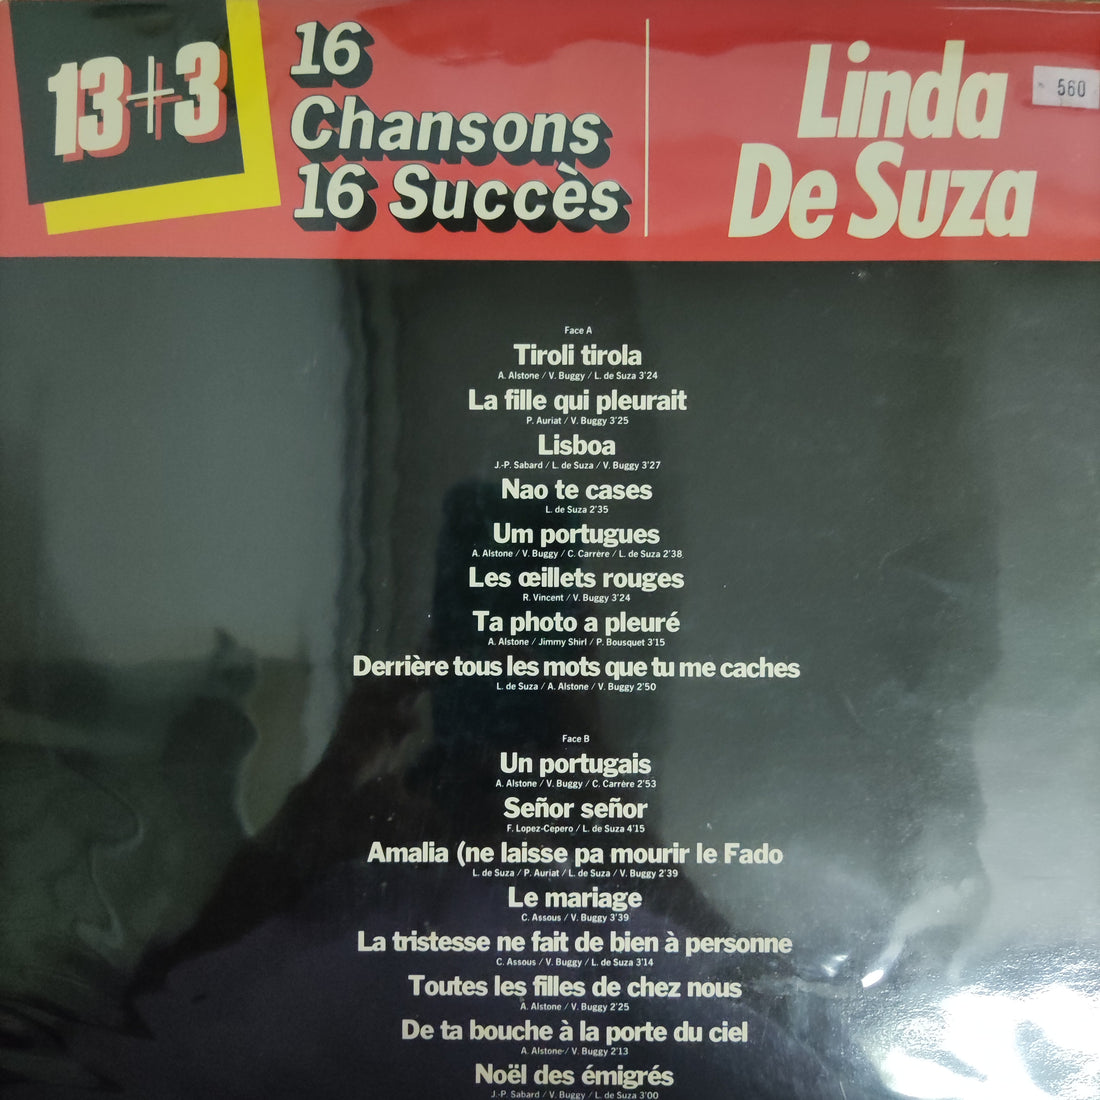 13+3
16
Chansons
16 Succès
Linda
De Suza
560
Face A
Tiroli tirola
A. Alstone / V. Buggy / L. de Suza 3'24
La fille qui pleurait
P. Auriat / V. Buggy 3'25
Lisboa
J.-P. Sabard / L. de Suza / V. Buggy 3'27
Nao te cases
L. de Suza 2'35
Um portugues
A. Alstone / V. Buggy / C. Carrère / L. de Suza 2'38
Les œillets rouges
R. Vincent / V. Buggy 3'24
Ta photo a pleuré
A. Alstone / Jimmy Shirl / P. Bousquet 3'15
Derrière tous les mots que tu me caches
L. de Suza / A. Alstone / V. Buggy 2'50
Face B
Un portugais
A. Alstone / V. Buggy / C. Carrère 2'53
Señor señor
F. Lopez-Cepero / L. de Suza 4'15
Amalia (ne laisse pa mourir le Fado
L. de Suza / P. Auriat / L. de Suza / V. Buggy 2'39
Le mariage
C. Assous / V. Buggy 3'39
La tristesse ne fait de bien à personne
C. Assous / V. Buggy / L. de Suza 3'14
Toutes les filles de chez nous
A. Alstone / V. Buggy 2'25
De ta bouche à la porte du ciel
A. Alstone / V. Buggy 2'13
Noël des émigrés
J.-P. Sabard / V. Buggy / L. de Suza 3'00